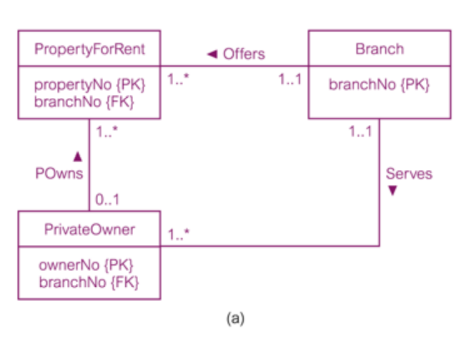 PropertyForRent
◄ Offers
Branch
propertyNo {PK}
branchNo {FK}
1..*
1..1
branchNo {PK}
1..*
1..1
▲
POwns
Serves
▼
0..1
PrivateOwner
1..*
ownerNo {PK}
branchNo {FK}
(a)